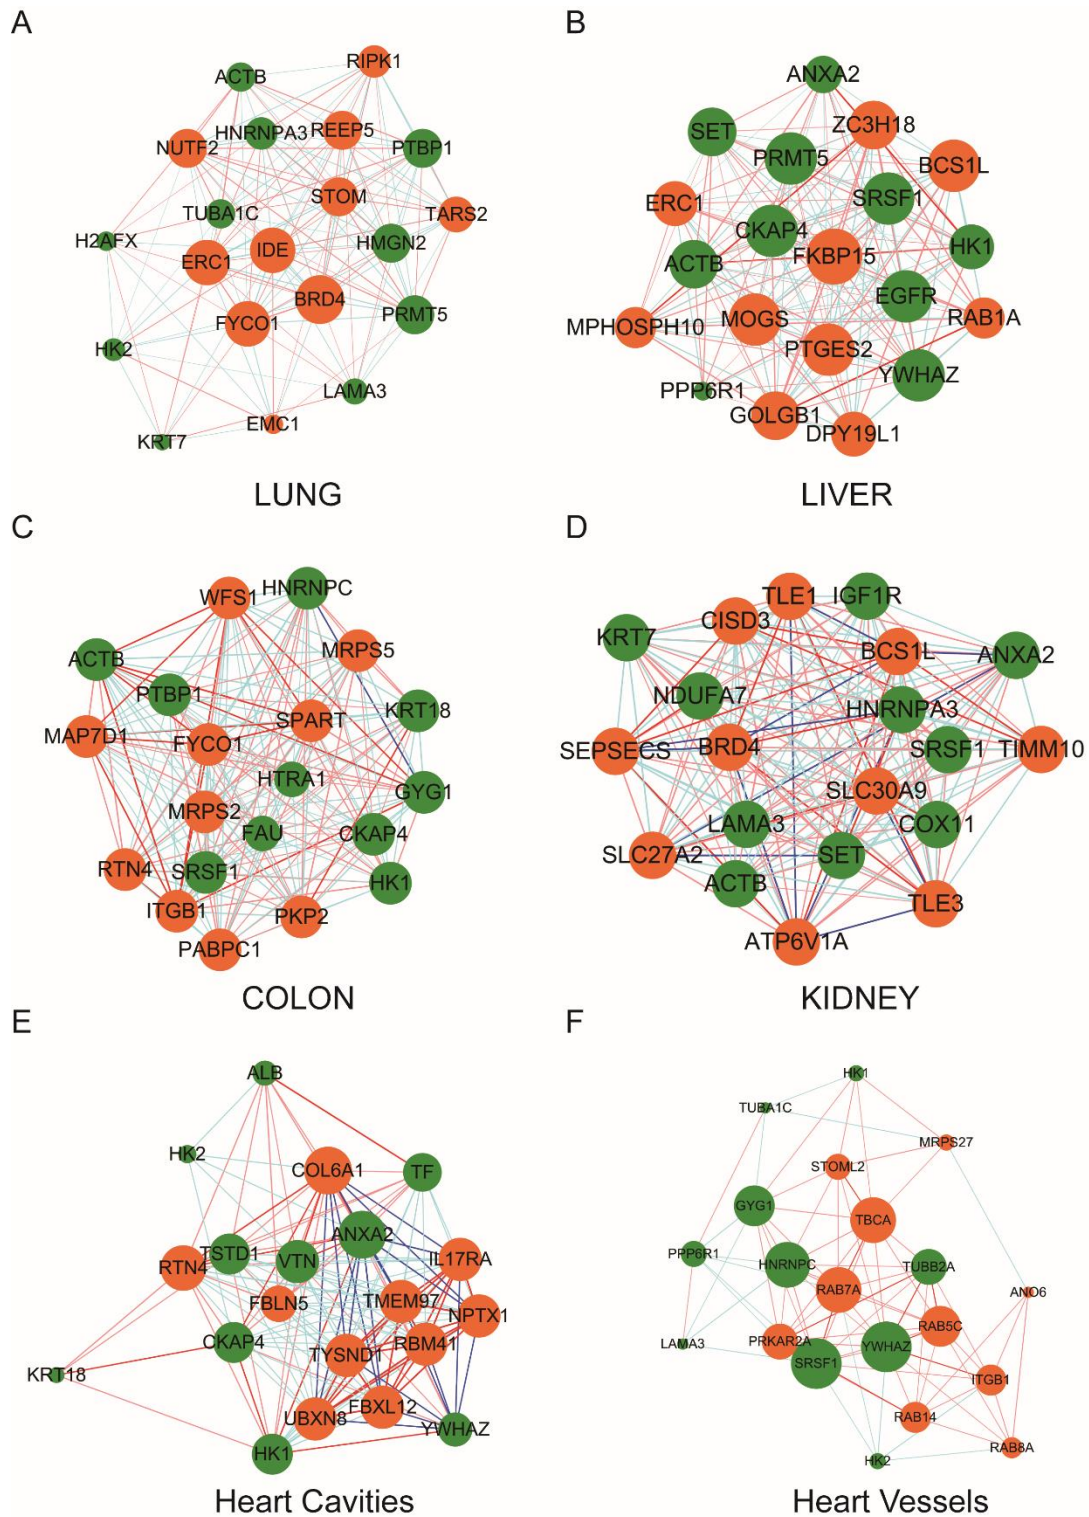 A
RIPK1
ACTB
HNRNPA3
REEP5
NUTF2
PTBP1
STOM
TARS2
TUBA1C
H2AFX
HMGN2
IDE
ERC1
BRD4
PRMT5
FYCO1
HK2
LAMA3
EMC1
KRT7
LUNG
B
ANXA2
ZC3H18
SET
PRMT5
BCS1L
SRSF1
ERC1
CKAP4
HK1
FKBP15
ACTB
EGFR
RAB1A
MPHOSPH10
MOGS
PTGES2
YWHAZ
PPP6R1
GOLGB1
DPY19L1
LIVER
C
HNRNPC
WFS1
MRPS5
ACTB
PTBP1
KRT18
SPART
MAP7D1
FYCO1
HTRA1
GYG1
MRPS2
FAU
CKAP4
RTN4
SRSF1
HK1
ITGB1
PKP2
PABPC1
COLON
D
TLE1
IGF1R
CISD3
KRT7
BCS1L
ANXA2
NDUFA7
HNRNPA3
SEPSECS
BRD4
SRSF1
TIMM10
SLC30A9
LAMA3
COX11
SLC27A2
SET
ACTB
TLE3
ATP6V1A
KIDNEY
E
ALB
HK2
COL6A1
TF
ANXA2
TSTD1
VTN
IL17RA
RTN4
FBLN5
TMEM97
NPTX1
CKAP4
RBM41
TYSND1
KRT18
FBXL12
UBXN8
YWHAZ
HK1
Heart Cavities
F
HK1
TUBA1C
MRPS27
STOML2
GYG1
TBCA
PPP6R1
HNRNPC
TUBB2A
RAB7A
ANO6
RAB5C
LAMA3
PRKAR2A
YWHAZ
SRSF1
ITGB1
RAB14
RAB8A
HK2
Heart Vessels